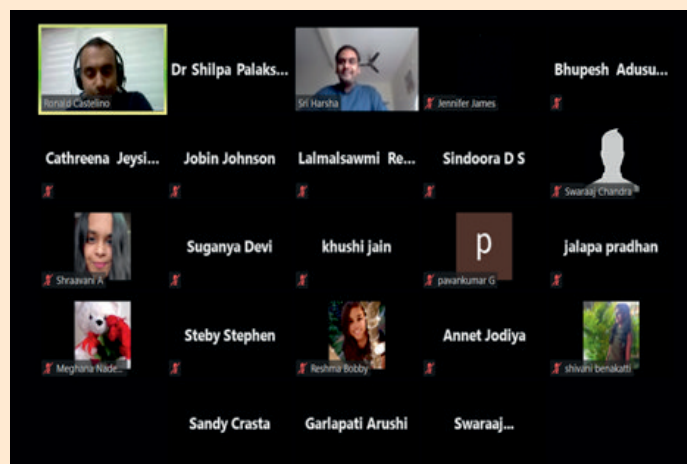 Ronald Castelino
Dr Shilpa Palaks...
Sri Harsha
Jennifer James
Bhupesh Adusu...
Cathreena Jeysi...
Jobin Johnson
Lalmalsawmi Re...
Sindoora D S
Swaraaj Chandra
Shraavani A
Suganya Devi
khushi jain
p
pavankumar G
jalapa pradhan
Meghana Nade...
Steby Stephen
Reshma Bobby
Annet Jodiya
shivani benakatti
Sandy Crasta
Garlapati Arushi
Swaraaj...